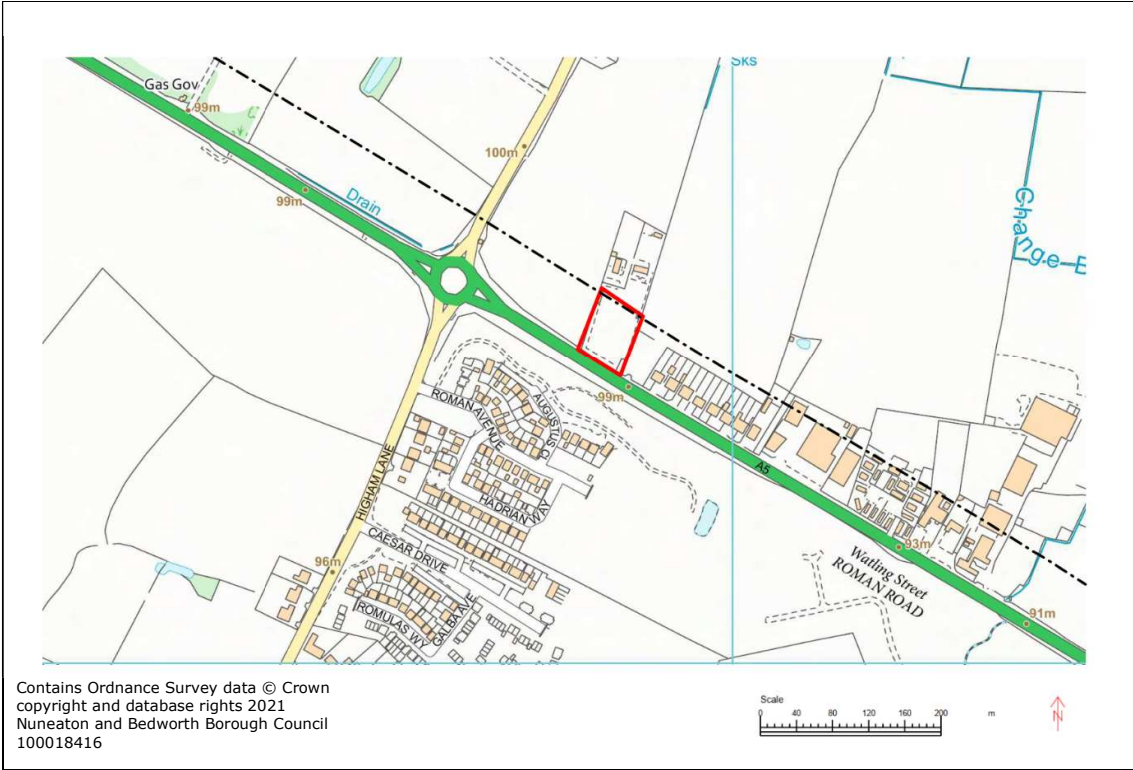 Sks
Gas Gov
99m
100m
99m
Drain
Change-B
99m
ROMAN AVENUE
AUGUSTUS CL
HIGHAM LANE
HADRIAN WAY
A5
CAESAR DRIVE
96m
93m
Watling Street
ROMAN ROAD
ROMULAS WY
GALBA AVE
91m
Contains Ordnance Survey data © Crown
copyright and database rights 2021
Nuneaton and Bedworth Borough Council
100018416
Scale
0 40 80 120 160 200 m
N